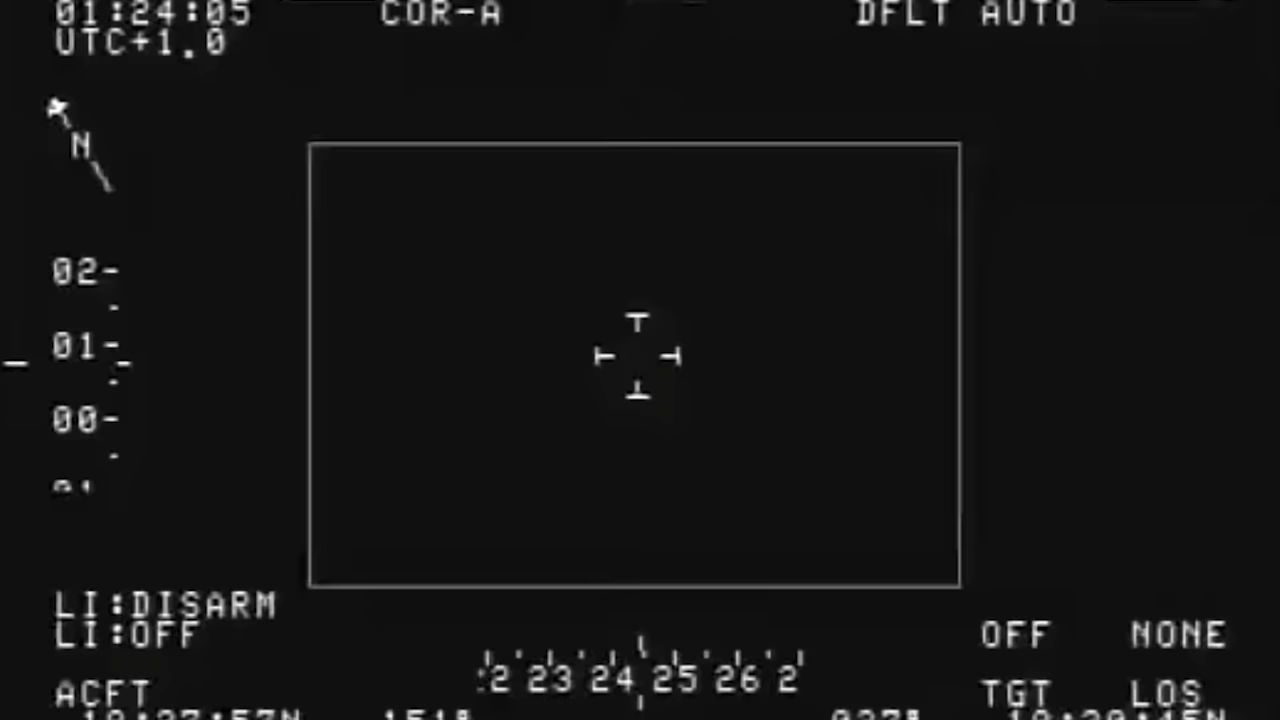 01:24:05 COR-A DFLT AUTO
UTC+1.0
N
02-
01-
00-
LI:DISARM
LI:OFF OFF NONE
23 24 25 26
ACFT TGT LOS